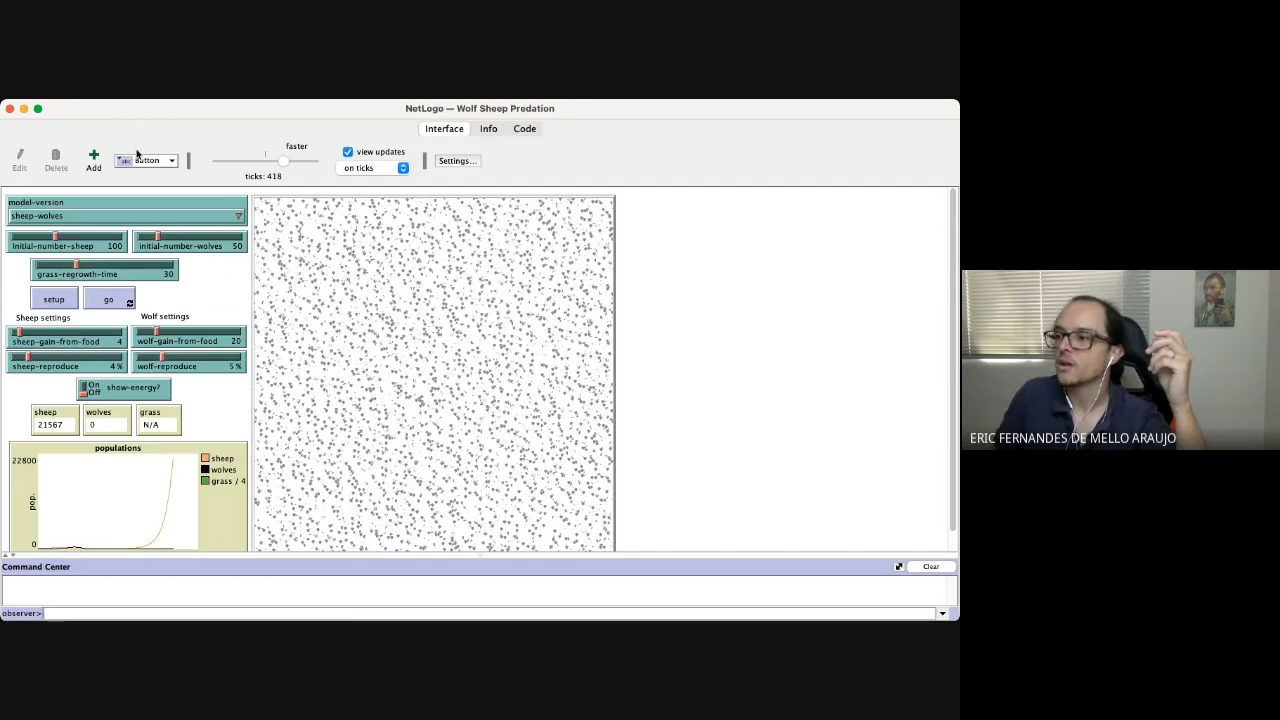 NetLogo — Wolf Sheep Predation
Interface Info Code
Edit Delete Add abc Button
faster
ticks: 418
view updates
on ticks
Settings...
model-version
sheep-wolves
initial-number-sheep 100
initial-number-wolves 50
grass-regrowth-time 30
setup
go
Sheep settings
Wolf settings
sheep-gain-from-food 4
wolf-gain-from-food 20
sheep-reproduce 4 %
wolf-reproduce 5 %
On
Off
show-energy?
sheep
21567
wolves
0
grass
N/A
populations
22800
pop.
0
sheep
wolves
grass / 4
Command Center
Clear
observer>
ERIC FERNANDES DE MELLO ARAUJO